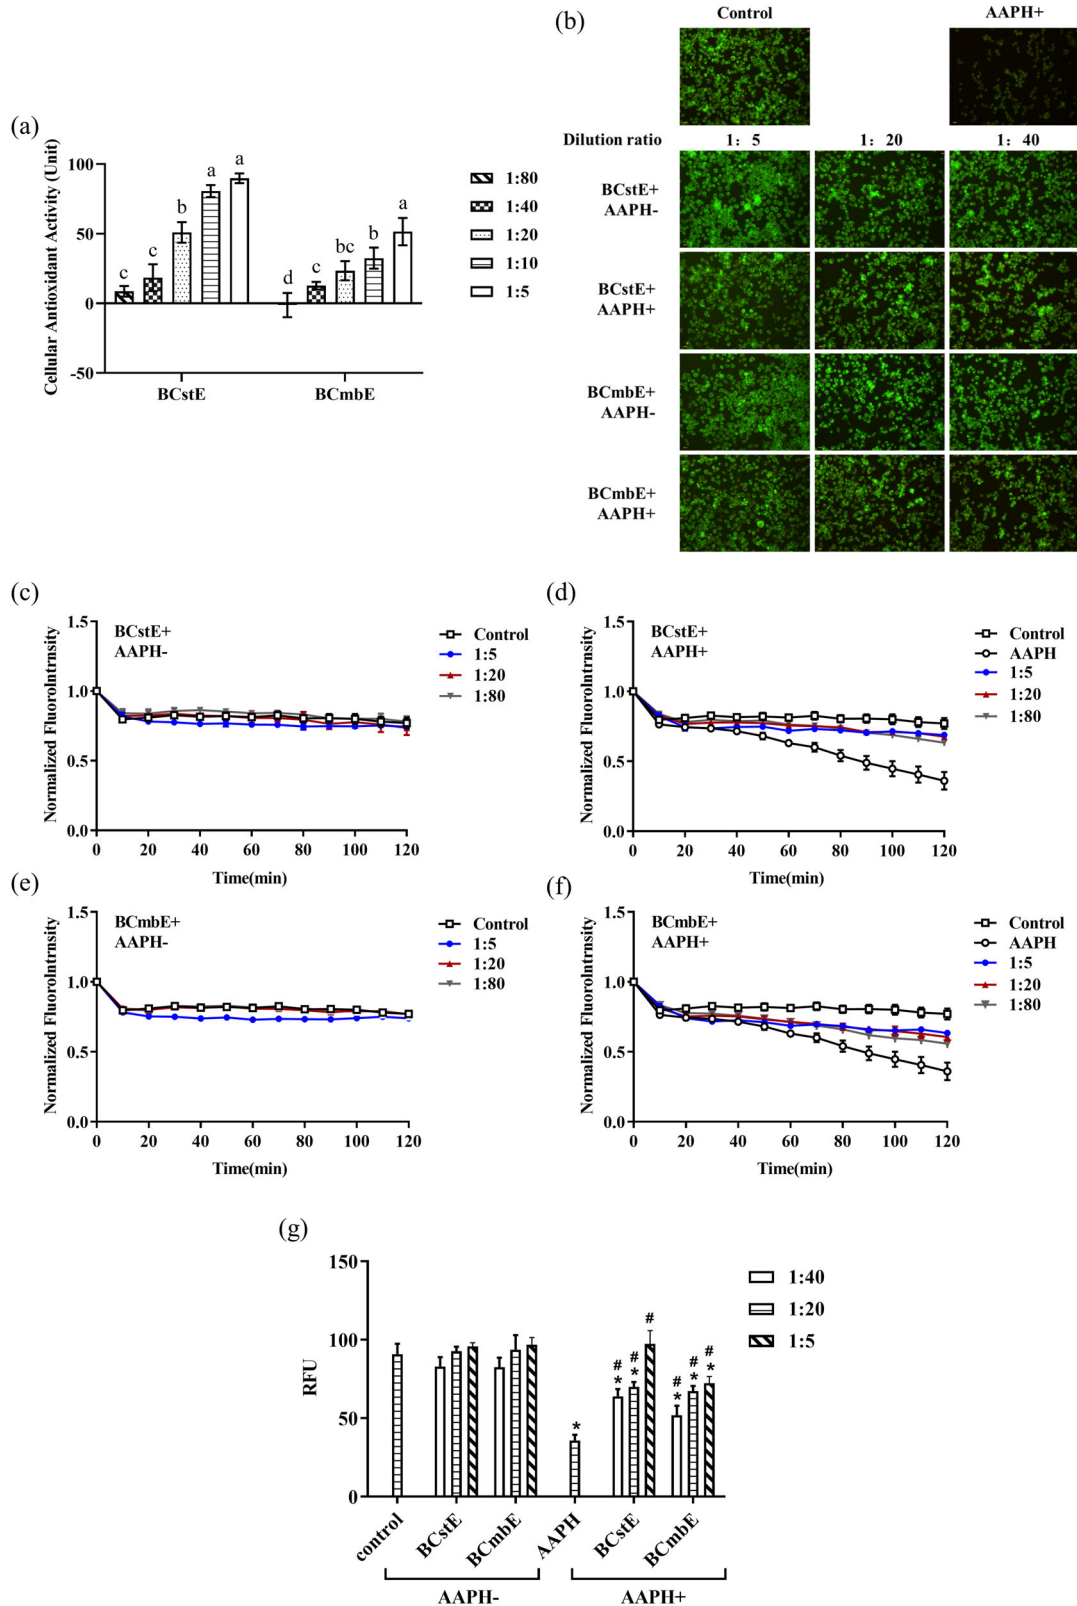 (a)
Cellular Antioxidant Activity (Unit)
100
50
0
-50
c
c
b
a
a
d
c
bc
b
a
BCstE
BCmbE
1:80
1:40
1:20
1:10
1:5
(b)
Control
AAPH+
Dilution ratio
1: 5
1: 20
1: 40
BCstE+
AAPH-
BCstE+
AAPH+
BCmbE+
AAPH-
BCmbE+
AAPH+
(c)
Normalized FluoroIntrnsity
1.5
1.0
0.5
0.0
BCstE+
AAPH-
Control
1:5
1:20
1:80
0 20 40 60 80 100 120
Time(min)
(d)
Normalized FluoroIntrnsity
1.5
1.0
0.5
0.0
BCstE+
AAPH+
Control
AAPH
1:5
1:20
1:80
0 20 40 60 80 100 120
Time(min)
(e)
Normalized FluoroIntrnsity
1.5
1.0
0.5
0.0
BCmbE+
AAPH-
Control
1:5
1:20
1:80
0 20 40 60 80 100 120
Time(min)
(f)
Normalized FluoroIntrnsity
1.5
1.0
0.5
0.0
BCmbE+
AAPH+
Control
AAPH
1:5
1:20
1:80
0 20 40 60 80 100 120
Time(min)
(g)
RFU
150
100
50
0
*
#
*
#
*
#
#
*
#
*
#
*
1:40
1:20
1:5
control
BCstE
BCmbE
AAPH
BCstE
BCmbE
AAPH-
AAPH+